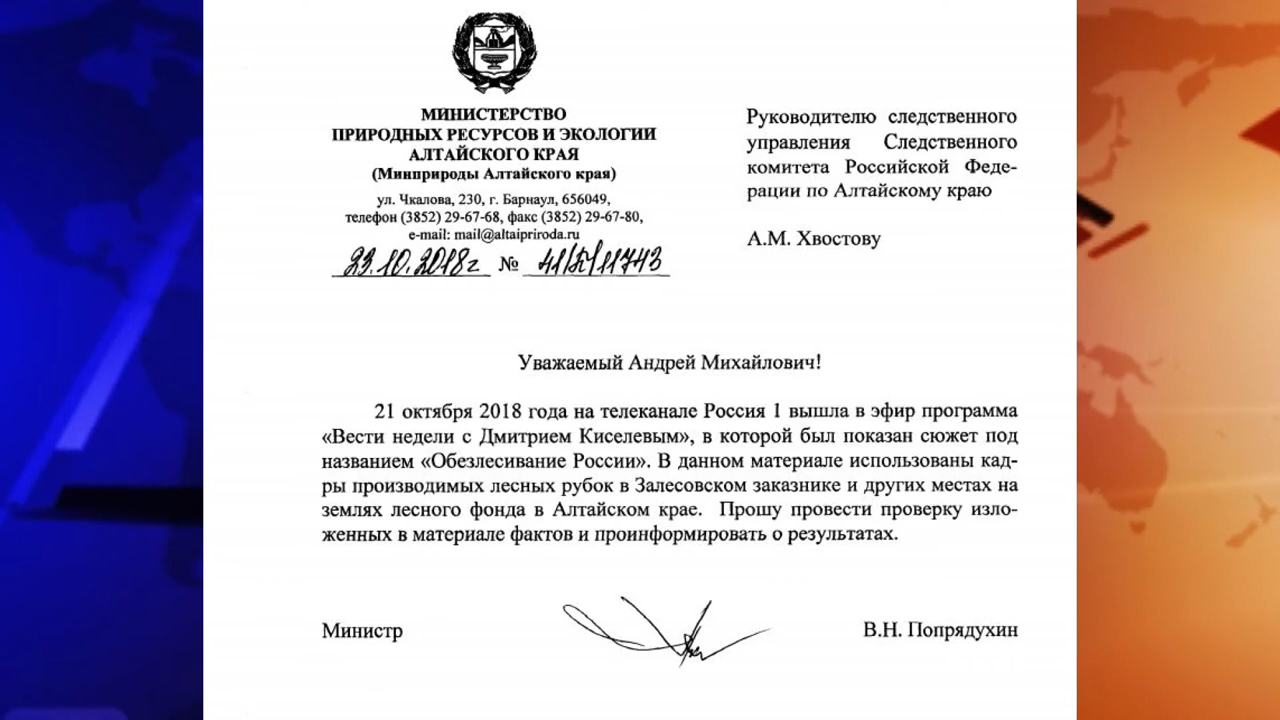 МИНИСТЕРСТВО
ПРИРОДНЫХ РЕСУРСОВ И ЭКОЛОГИИ
АЛТАЙСКОГО КРАЯ
(Минприроды Алтайского края)
ул. Чкалова, 230, г. Барнаул, 656049,
телефон (3852) 29-67-68, факс (3852) 29-67-80,
e-mail: mail@altaipriroda.ru
23.10.2018г № 41/П/11743
Руководителю следственного
управления Следственного
комитета Российской Феде-
рации по Алтайскому краю
А.М. Хвостову
Уважаемый Андрей Михайлович!
21 октября 2018 года на телеканале Россия 1 вышла в эфир программа
«Вести недели с Дмитрием Киселевым», в которой был показан сюжет под
названием «Обезлесивание России». В данном материале использованы кад-
ры производимых лесных рубок в Залесовском заказнике и других местах на
землях лесного фонда в Алтайском крае. Прошу провести проверку изло-
женных в материале фактов и проинформировать о результатах.
Министр В.Н. Попрядухин